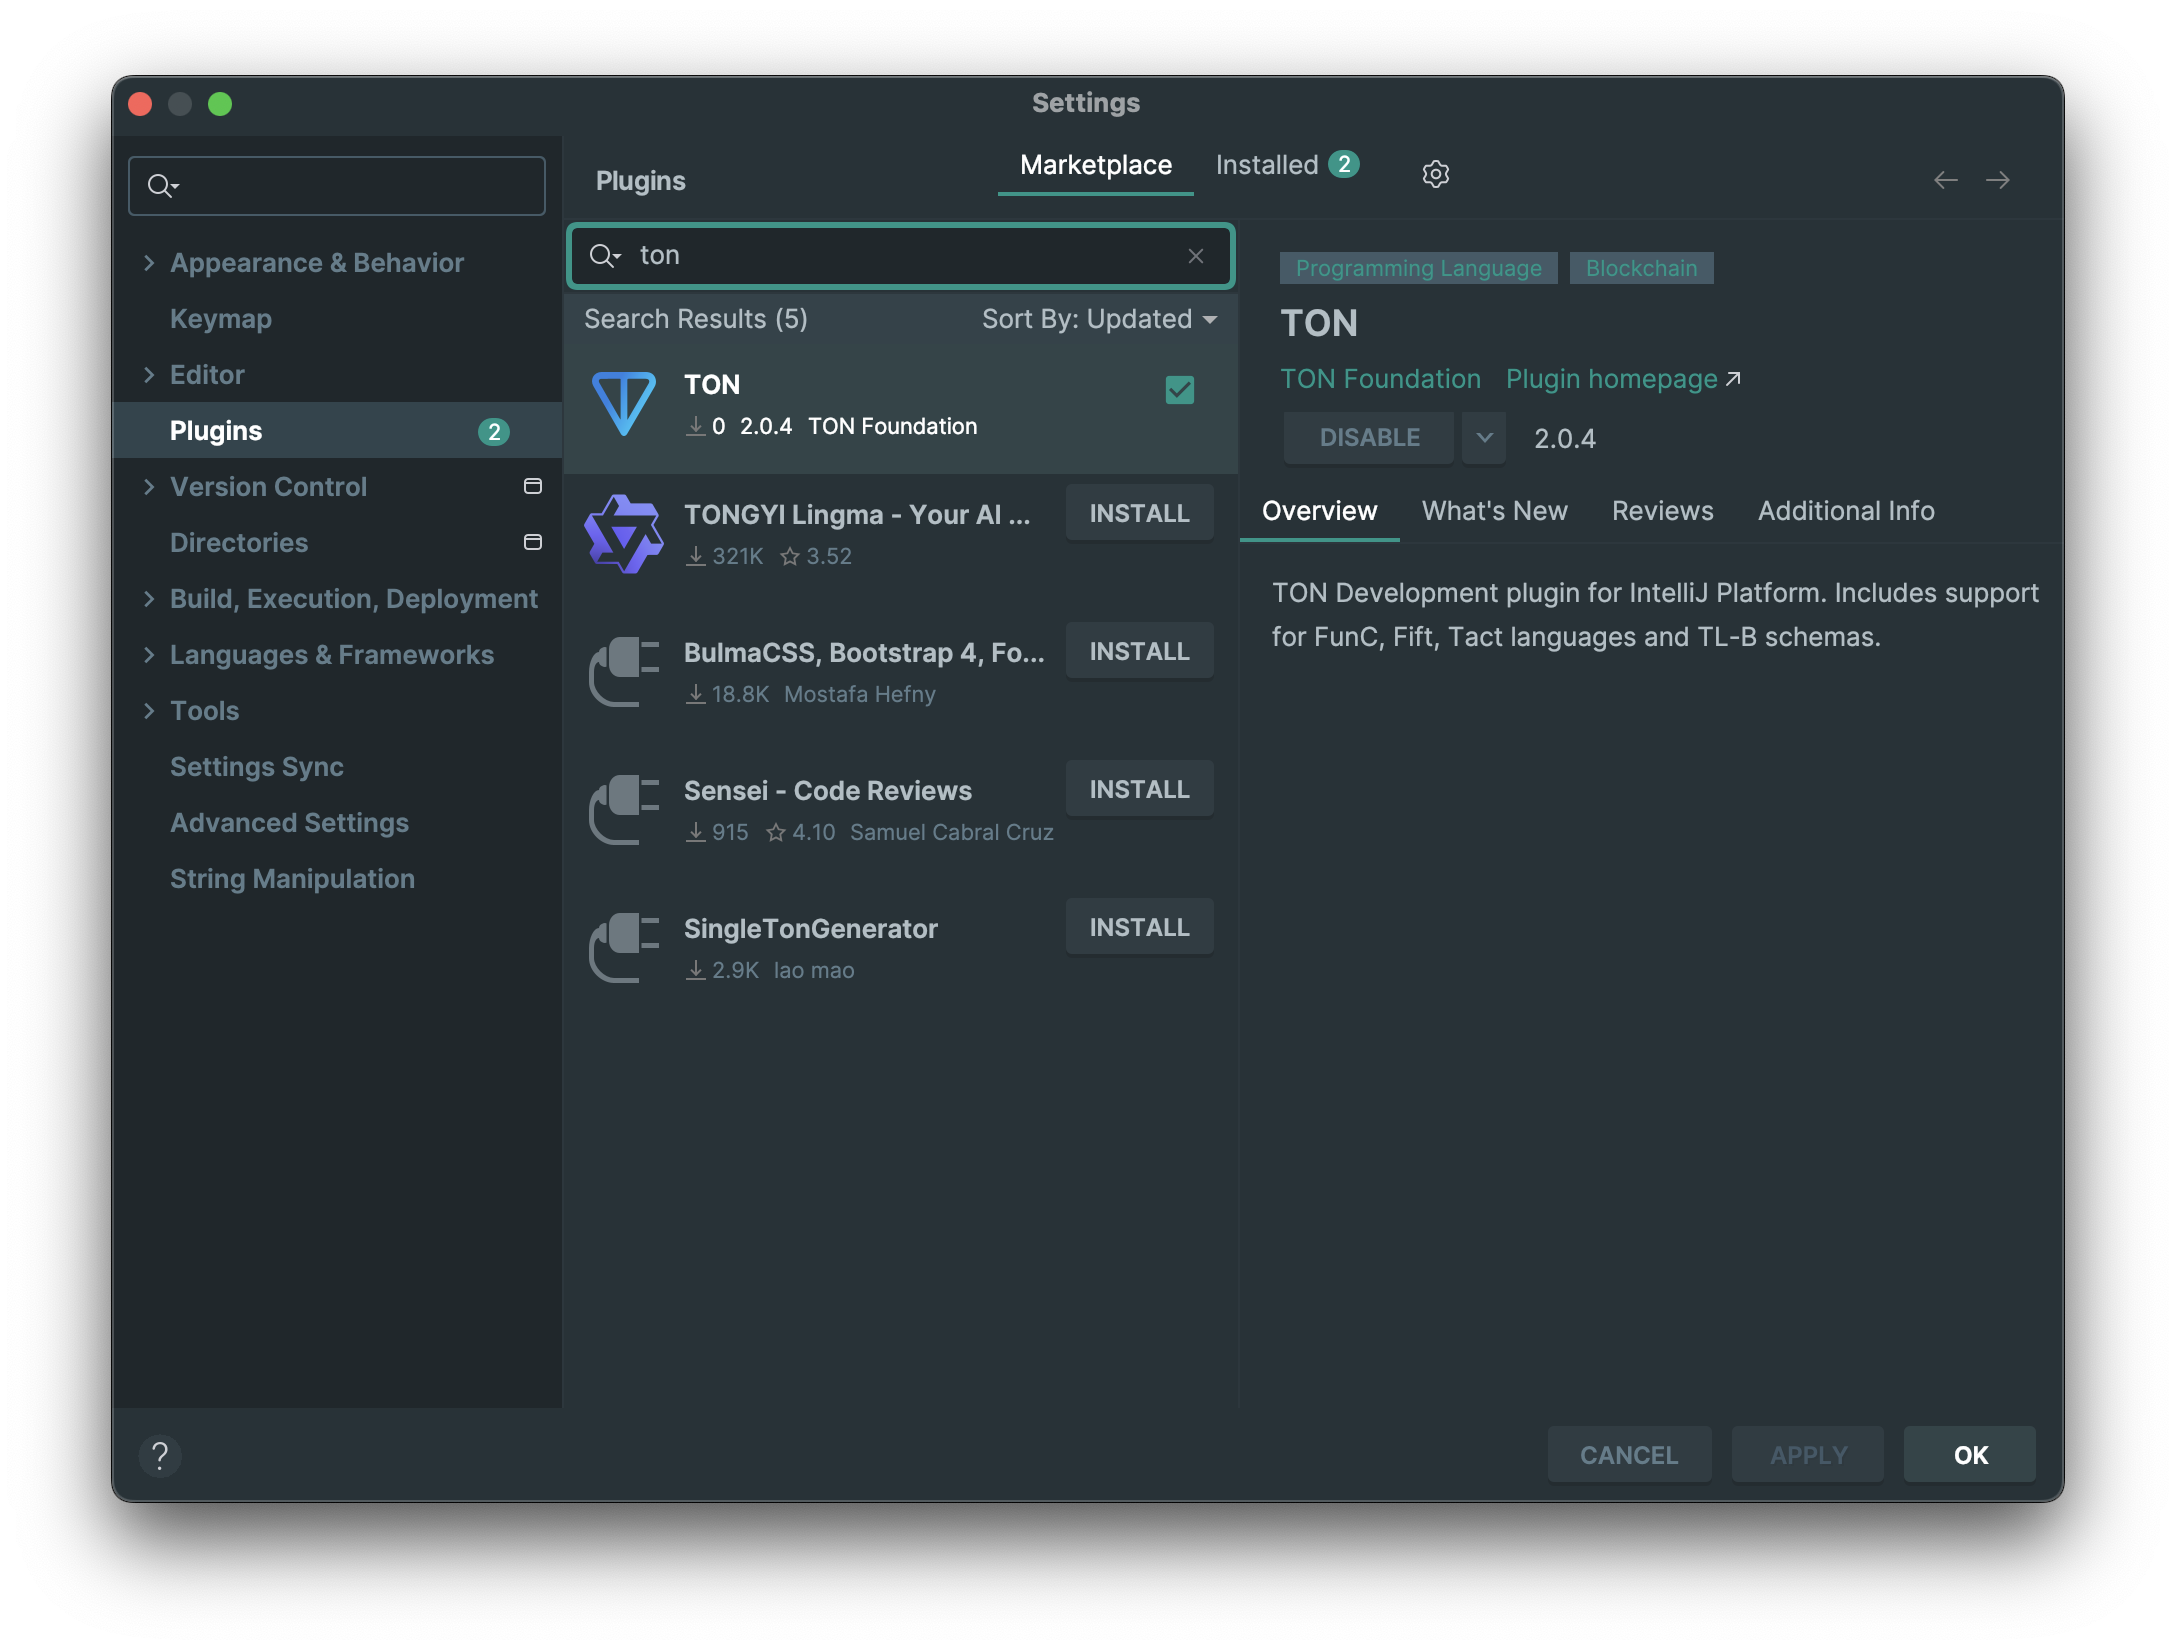 Settings
Appearance & Behavior
Keymap
Editor
Plugins 2
Version Control
Directories
Build, Execution, Deployment
Languages & Frameworks
Tools
Settings Sync
Advanced Settings
String Manipulation
Plugins
Marketplace Installed 2
ton
Search Results (5) Sort By: Updated
TON
0 2.0.4 TON Foundation
TONGYI Lingma - Your AI ... INSTALL
321K 3.52
BulmaCSS, Bootstrap 4, Fo... INSTALL
18.8K Mostafa Hefny
Sensei - Code Reviews INSTALL
915 4.10 Samuel Cabral Cruz
SingleTonGenerator INSTALL
2.9K lao mao
Programming Language Blockchain
TON
TON Foundation Plugin homepage
DISABLE 2.0.4
Overview What's New Reviews Additional Info
TON Development plugin for IntelliJ Platform. Includes support
for FunC, Fift, Tact languages and TL-B schemas.
?
CANCEL APPLY OK